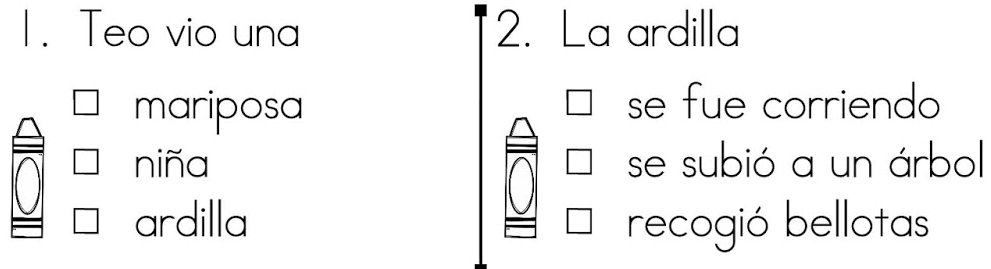 1. Teo vio una
mariposa
niña
ardilla
2. La ardilla
se fue corriendo
se subió a un árbol
recogió bellotas